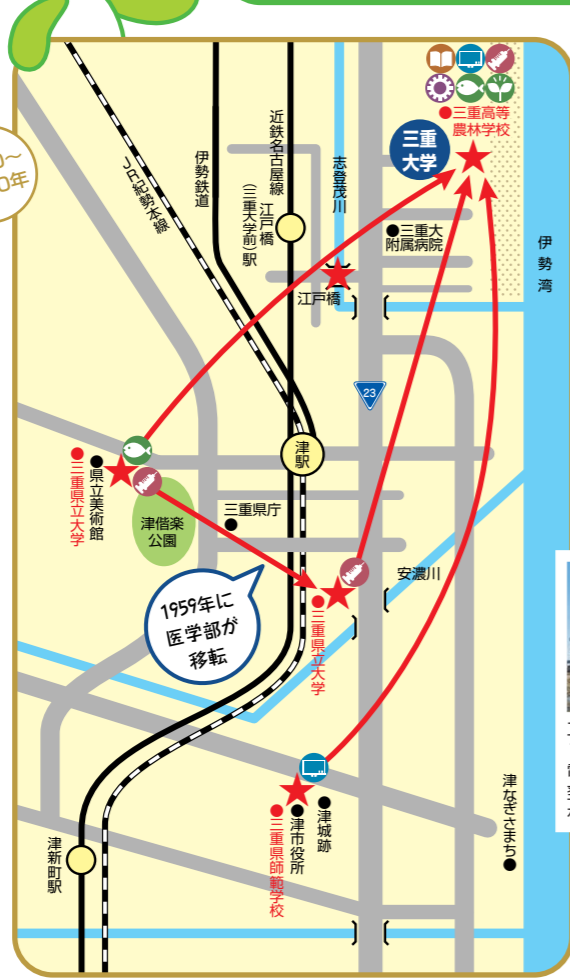 三重高等
農林学校
三重
大学
伊勢湾
志登茂川
三重大
附属病院
江戸橋
近鉄名古屋線
江戸橋
(三重大学前)駅
伊勢鉄道
JR紀勢本線
0年
23
津駅
県立美術館
三重県立大学
津偕楽
公園
三重県庁
安濃川
1959年に
医学部が
移転
三重県立大学
津城跡
津市役所
三重県師範学校
津なぎさまち
津新町駅